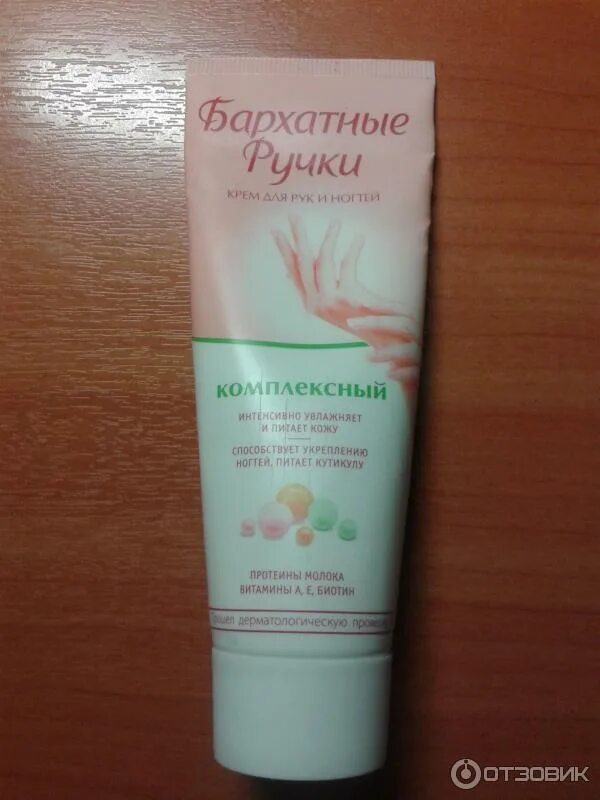 Бархатные
Ручки
КРЕМ ДЛЯ РУК И НОГТЕЙ
КОМПЛЕКСНЫЙ
ИНТЕНСИВНО УВЛАЖНЯЕТ
И ПИТАЕТ КОЖУ
СПОСОБСТВУЕТ УКРЕПЛЕНИЮ
НОГТЕЙ, ПИТАЕТ КУТИКУЛУ
ПРОТЕИНЫ МОЛОКА
ВИТАМИНЫ А, Е, БИОТИН
дерматологическую
ОТЗОВИК